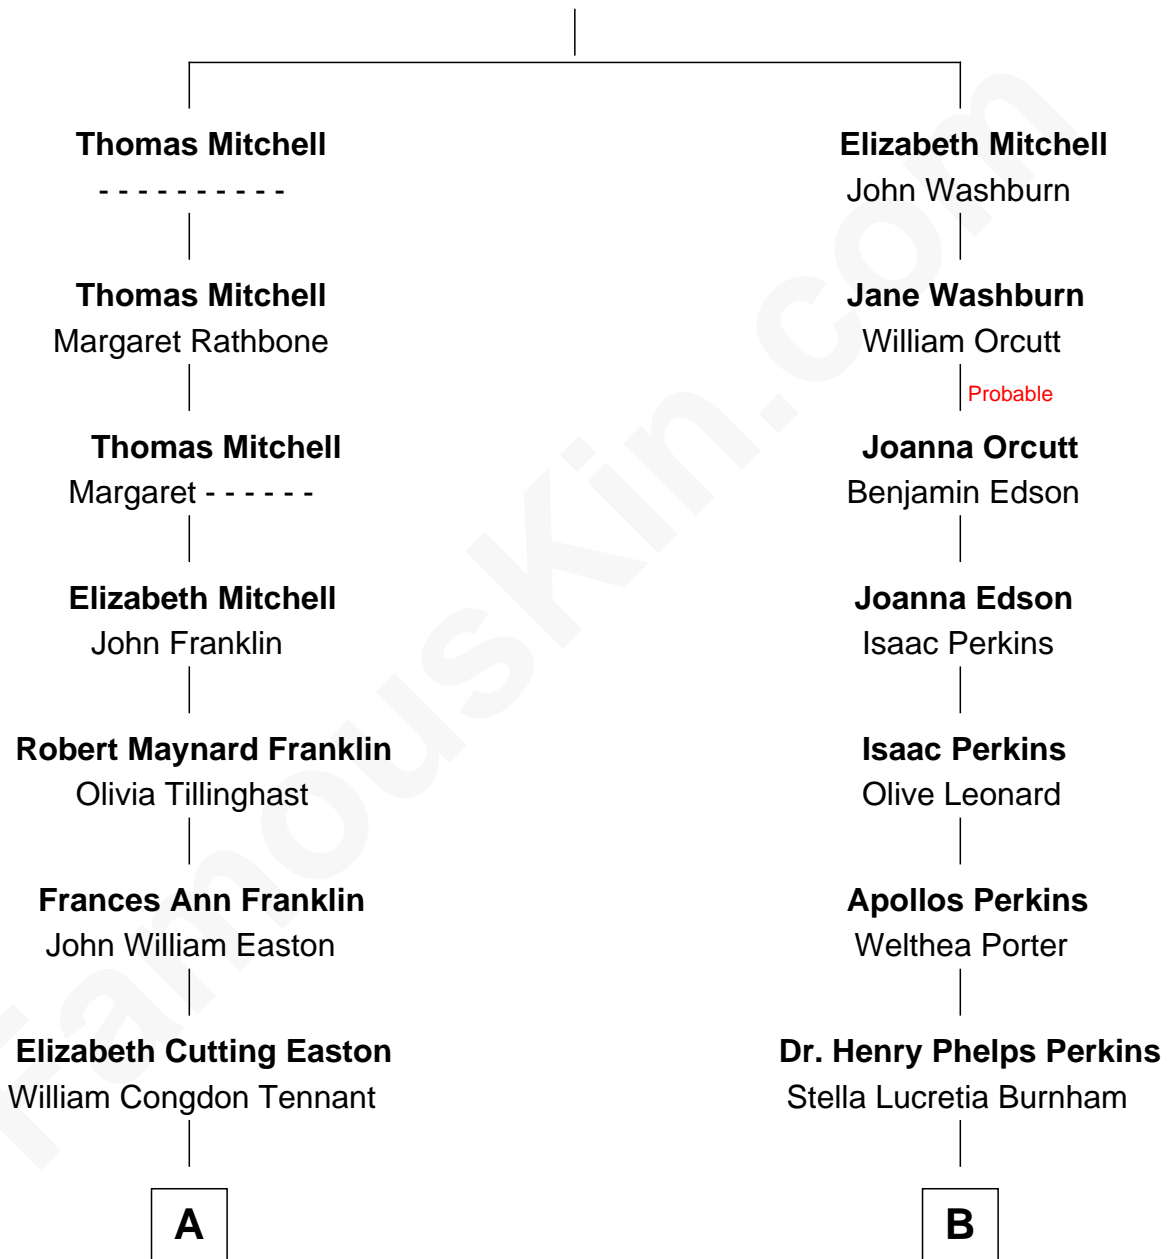 Thomas Mitchell
- - - - - - - - - -
Elizabeth Mitchell
John Washburn
Thomas Mitchell
Margaret Rathbone
Jane Washburn
William Orcutt
Probable
Thomas Mitchell
Margaret - - - - - -
Joanna Orcutt
Benjamin Edson
Elizabeth Mitchell
John Franklin
Joanna Edson
Isaac Perkins
Robert Maynard Franklin
Olivia Tillinghast
Isaac Perkins
Olive Leonard
Frances Ann Franklin
John William Easton
Apollos Perkins
Welthea Porter
Elizabeth Cutting Easton
William Congdon Tennant
Dr. Henry Phelps Perkins
Stella Lucretia Burnham
A
B
FamousKin.com